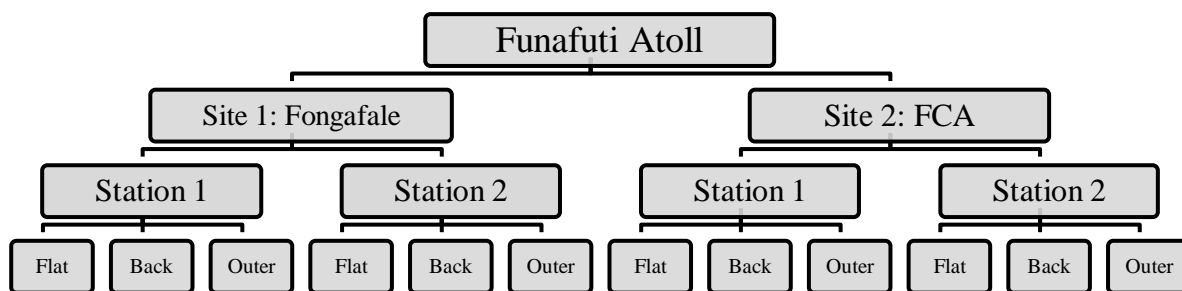 Funafuti Atoll
Site 1: Fongafale
Site 2: FCA
Station 1
Station 2
Station 1
Station 2
Flat
Back
Outer
Flat
Back
Outer
Flat
Back
Outer
Flat
Back
Outer